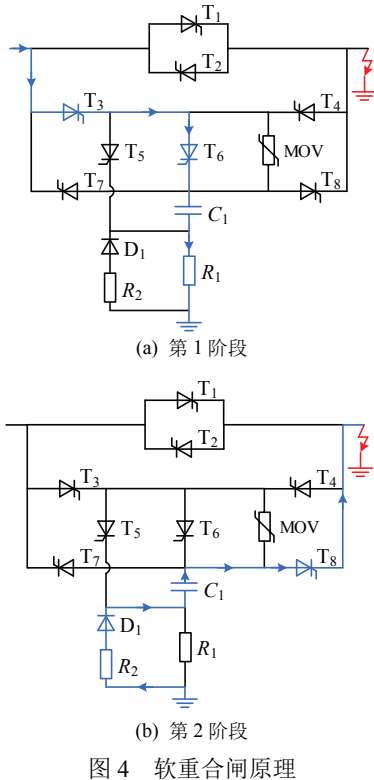 T1
T2
T3
T4
T5
T6
MOV
T7
T8
C1
D1
R2
R1
(a) 第 1 阶段
T1
T2
T3
T4
T5
T6
MOV
T7
T8
C1
D1
R2
R1
(b) 第 2 阶段
图 4 软重合闸原理